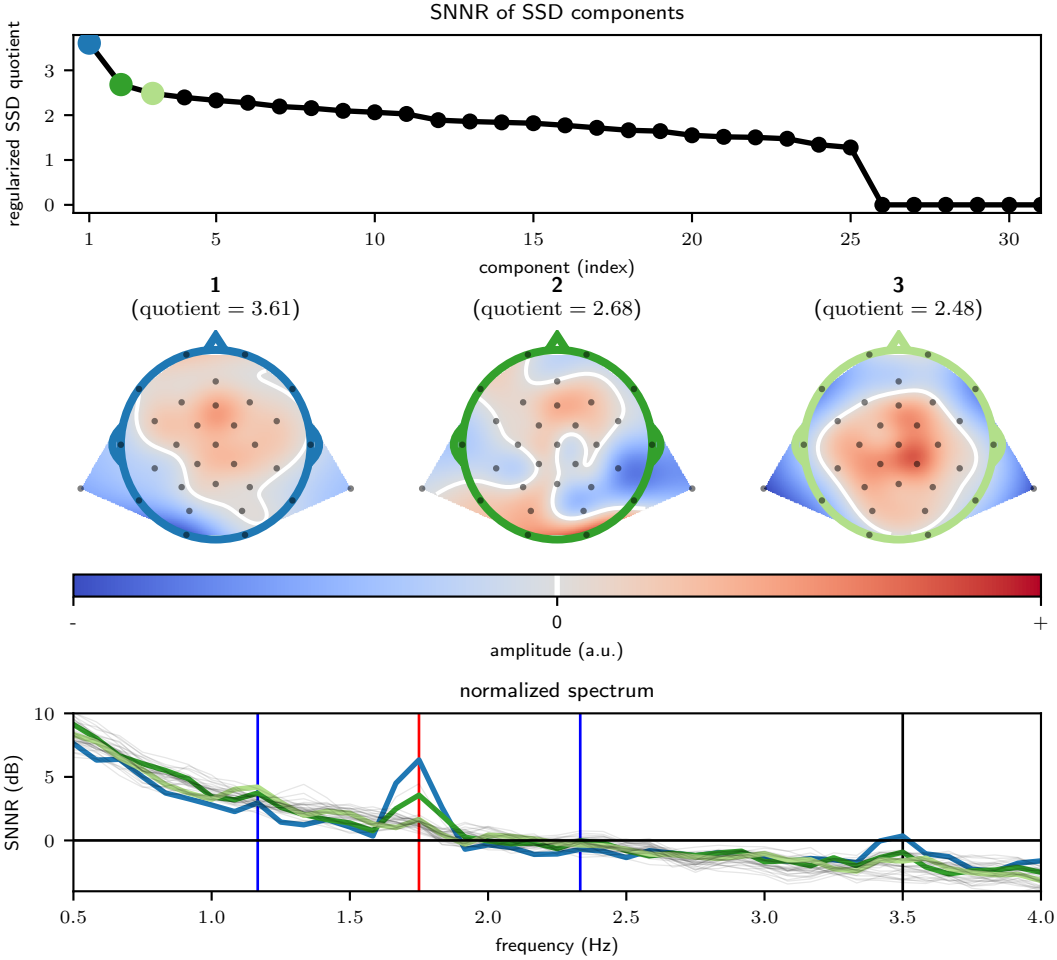 SNNR of SSD components
regularized SSD quotient
3
2
1
0
1 5 10 15 20 25 30
component (index)
1 2 3
(quotient = 3.61) (quotient = 2.68) (quotient = 2.48)
- 0 +
amplitude (a.u.)
normalized spectrum
SNNR (dB)
10
5
0
0.5 1.0 1.5 2.0 2.5 3.0 3.5 4.0
frequency (Hz)